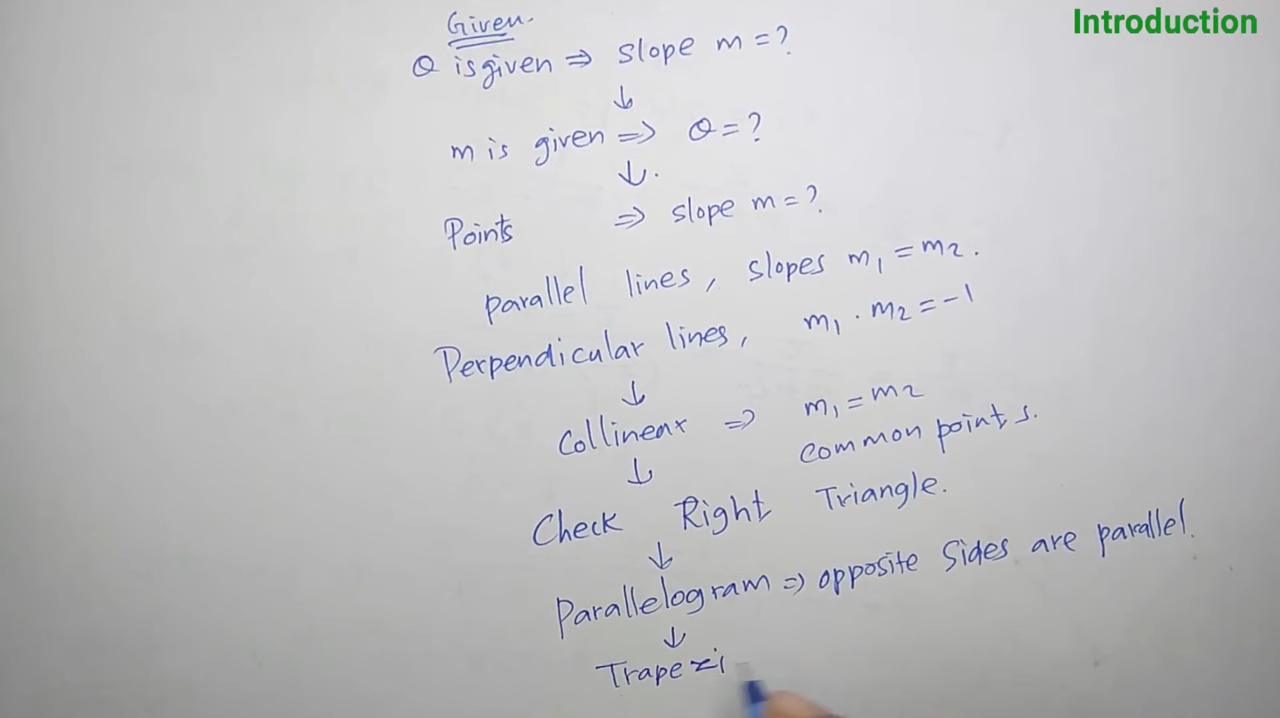 Introduction
Given.
θ is given ⇒ slope m = ?
↓
m is given ⇒ θ = ?
↓.
Points ⇒ slope m = ?
parallel lines, slopes m₁ = m₂.
Perpendicular lines, m₁ . m₂ = -1
↓
Collinear ⇒ m₁ = m₂
common points.
↓
Check Right Triangle.
↓
Parallelogram ⇒ opposite Sides are parallel.
↓
Trapezi